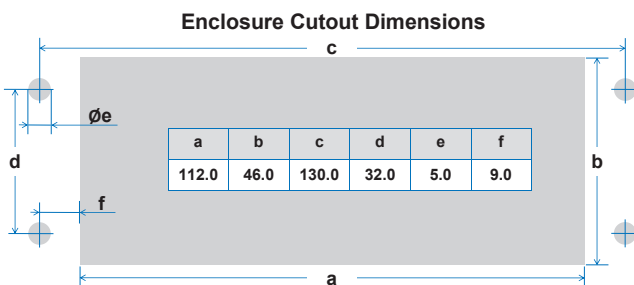 Enclosure Cutout Dimensions
c
Øe
d
b
f
a b c d e f
112.0 46.0 130.0 32.0 5.0 9.0
a